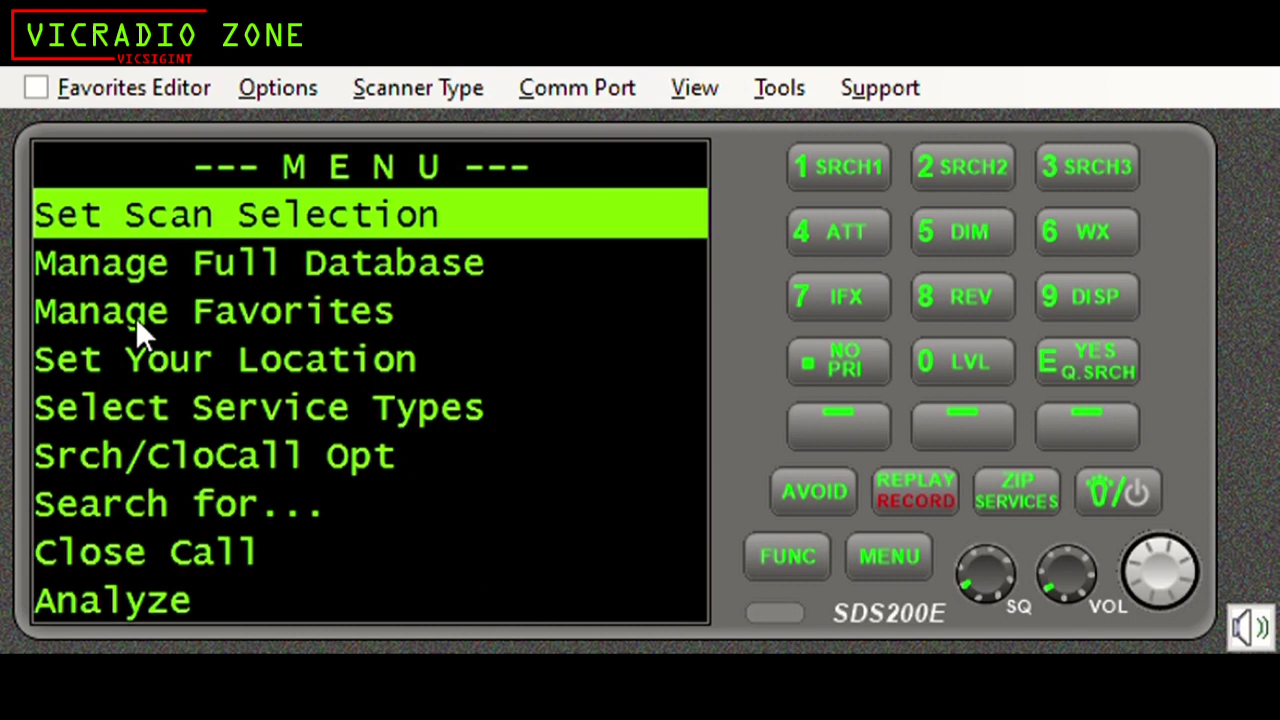 VICRADIO ZONE
VICSIGINT
Favorites Editor Options Scanner Type Comm Port View Tools Support
--- M E N U ---
Set Scan Selection
Manage Full Database
Manage Favorites
Set Your Location
Select Service Types
Srch/CloCall Opt
Search for...
Close Call
Analyze
1 SRCH1 2 SRCH2 3 SRCH3
4 ATT 5 DIM 6 WX
7 IFX 8 REV 9 DISP
. NO PRI 0 LVL E YES Q.SRCH
AVOID REPLAY RECORD ZIP SERVICES
FUNC MENU
SDS200E SQ VOL